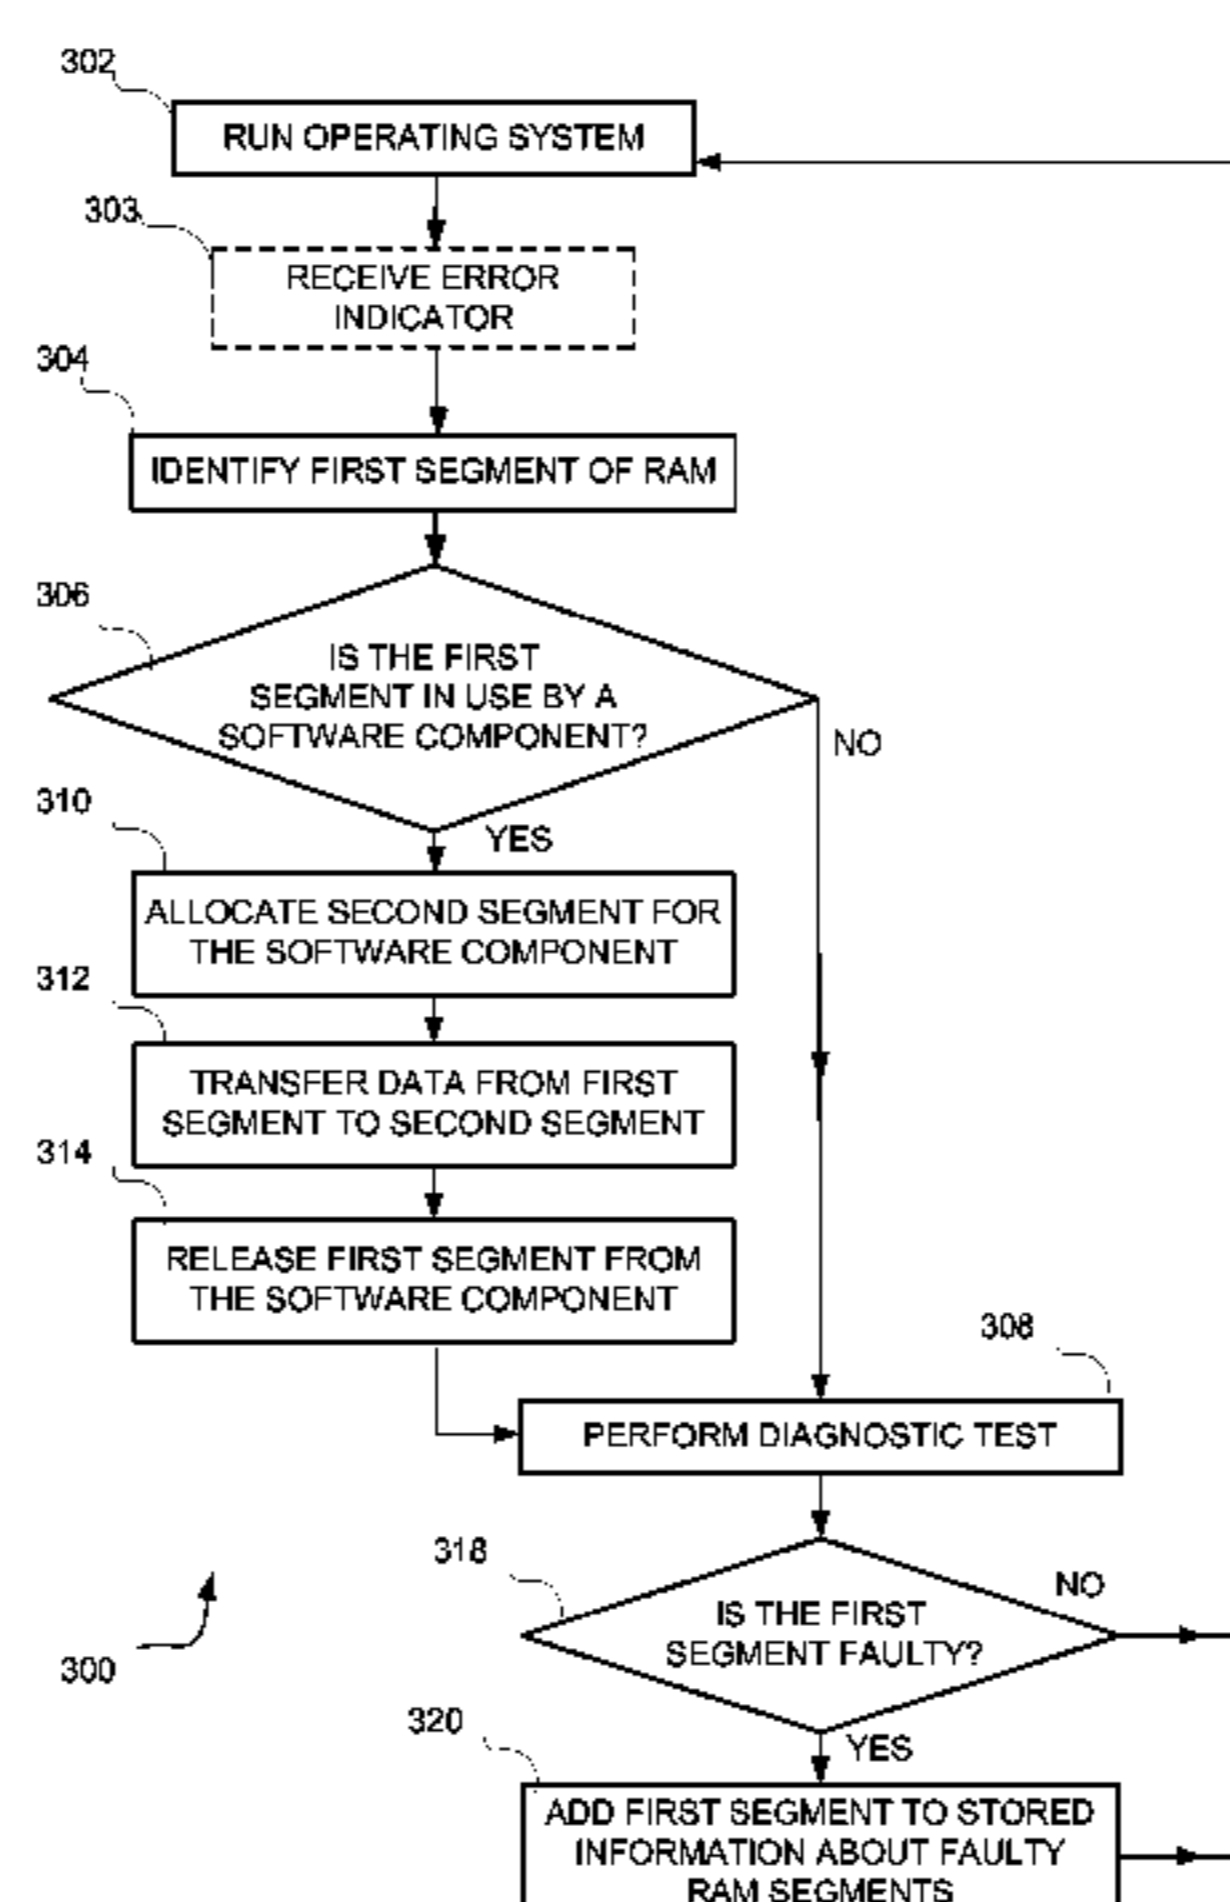 302
RUN OPERATING SYSTEM
303
RECEIVE ERROR
INDICATOR
304
IDENTIFY FIRST SEGMENT OF RAM
306
IS THE FIRST
SEGMENT IN USE BY A
SOFTWARE COMPONENT?
NO
YES
310
ALLOCATE SECOND SEGMENT FOR
THE SOFTWARE COMPONENT
312
TRANSFER DATA FROM FIRST
SEGMENT TO SECOND SEGMENT
314
RELEASE FIRST SEGMENT FROM
THE SOFTWARE COMPONENT
308
PERFORM DIAGNOSTIC TEST
318
IS THE FIRST
SEGMENT FAULTY?
NO
YES
300
320
ADD FIRST SEGMENT TO STORED
INFORMATION ABOUT FAULTY
RAM SEGMENTS